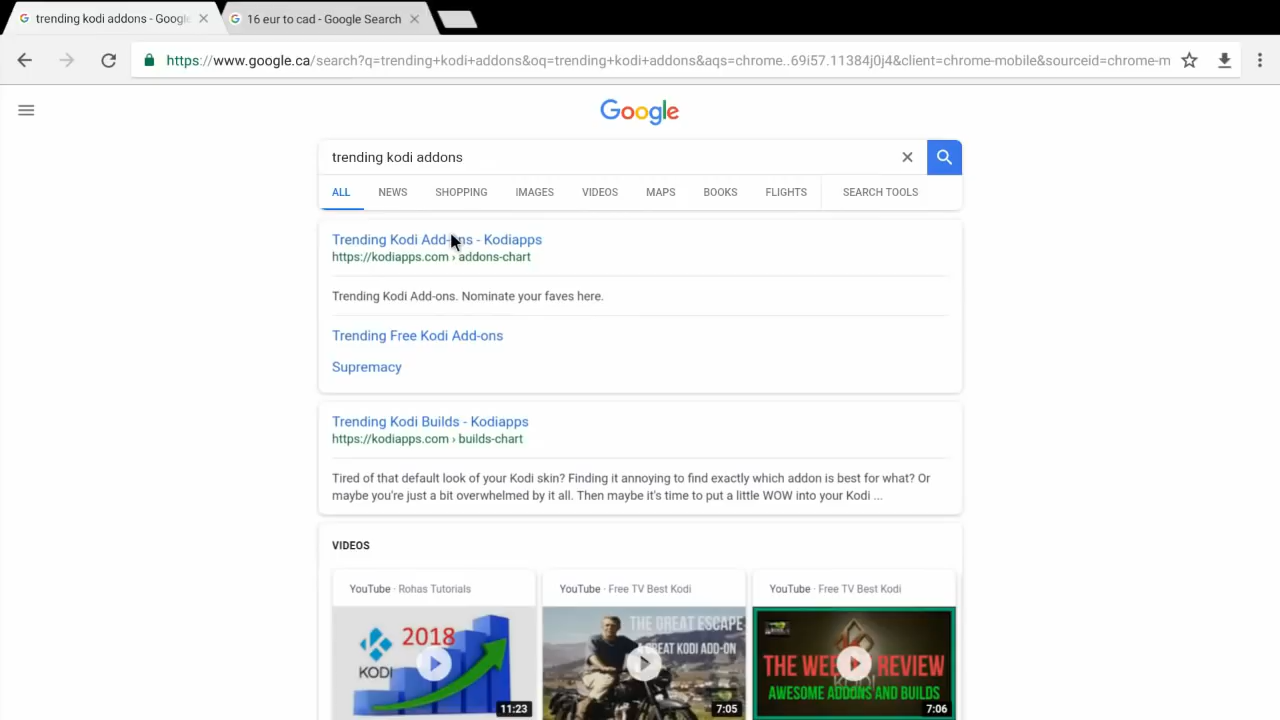 trending kodi addons - Google
16 eur to cad - Google Search
https://www.google.ca/search?q=trending+kodi+addons&oq=trending+kodi+addons&aqs=chrome..69i57.11384j0j4&client=chrome-mobile&sourceid=chrome-m
Google
trending kodi addons
ALL NEWS SHOPPING IMAGES VIDEOS MAPS BOOKS FLIGHTS SEARCH TOOLS
Trending Kodi Add-ons - Kodiapps
https://kodiapps.com › addons-chart
Trending Kodi Add-ons. Nominate your faves here.
Trending Free Kodi Add-ons
Supremacy
Trending Kodi Builds - Kodiapps
https://kodiapps.com › builds-chart
Tired of that default look of your Kodi skin? Finding it annoying to find exactly which addon is best for what? Or
maybe you're just a bit overwhelmed by it all. Then maybe it's time to put a little WOW into your Kodi ...
VIDEOS
YouTube · Rohas Tutorials
2018
KODI
11:23
YouTube · Free TV Best Kodi
THE GREAT ESCAPE
A GREAT KODI ADD-ON
7:05
YouTube · Free TV Best Kodi
THE WEE REVIEW
AWESOME ADDONS AND BUILDS
7:06